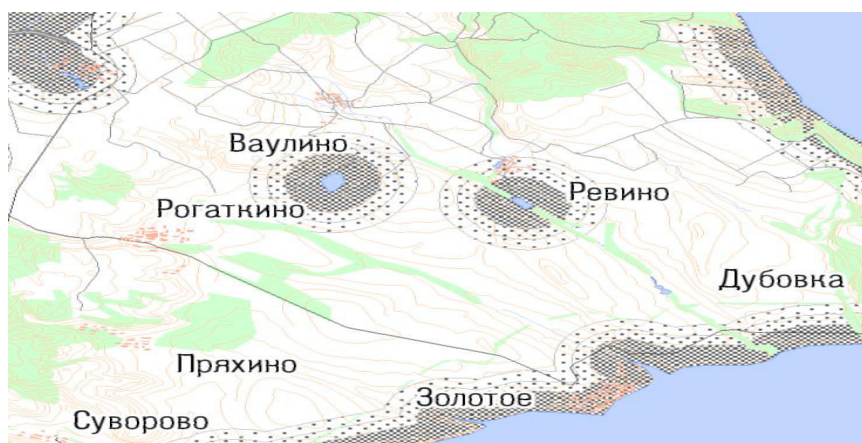 Ваулино
Ревино
Рогаткино
Дубовка
Пряхино
Золотое
Суворово